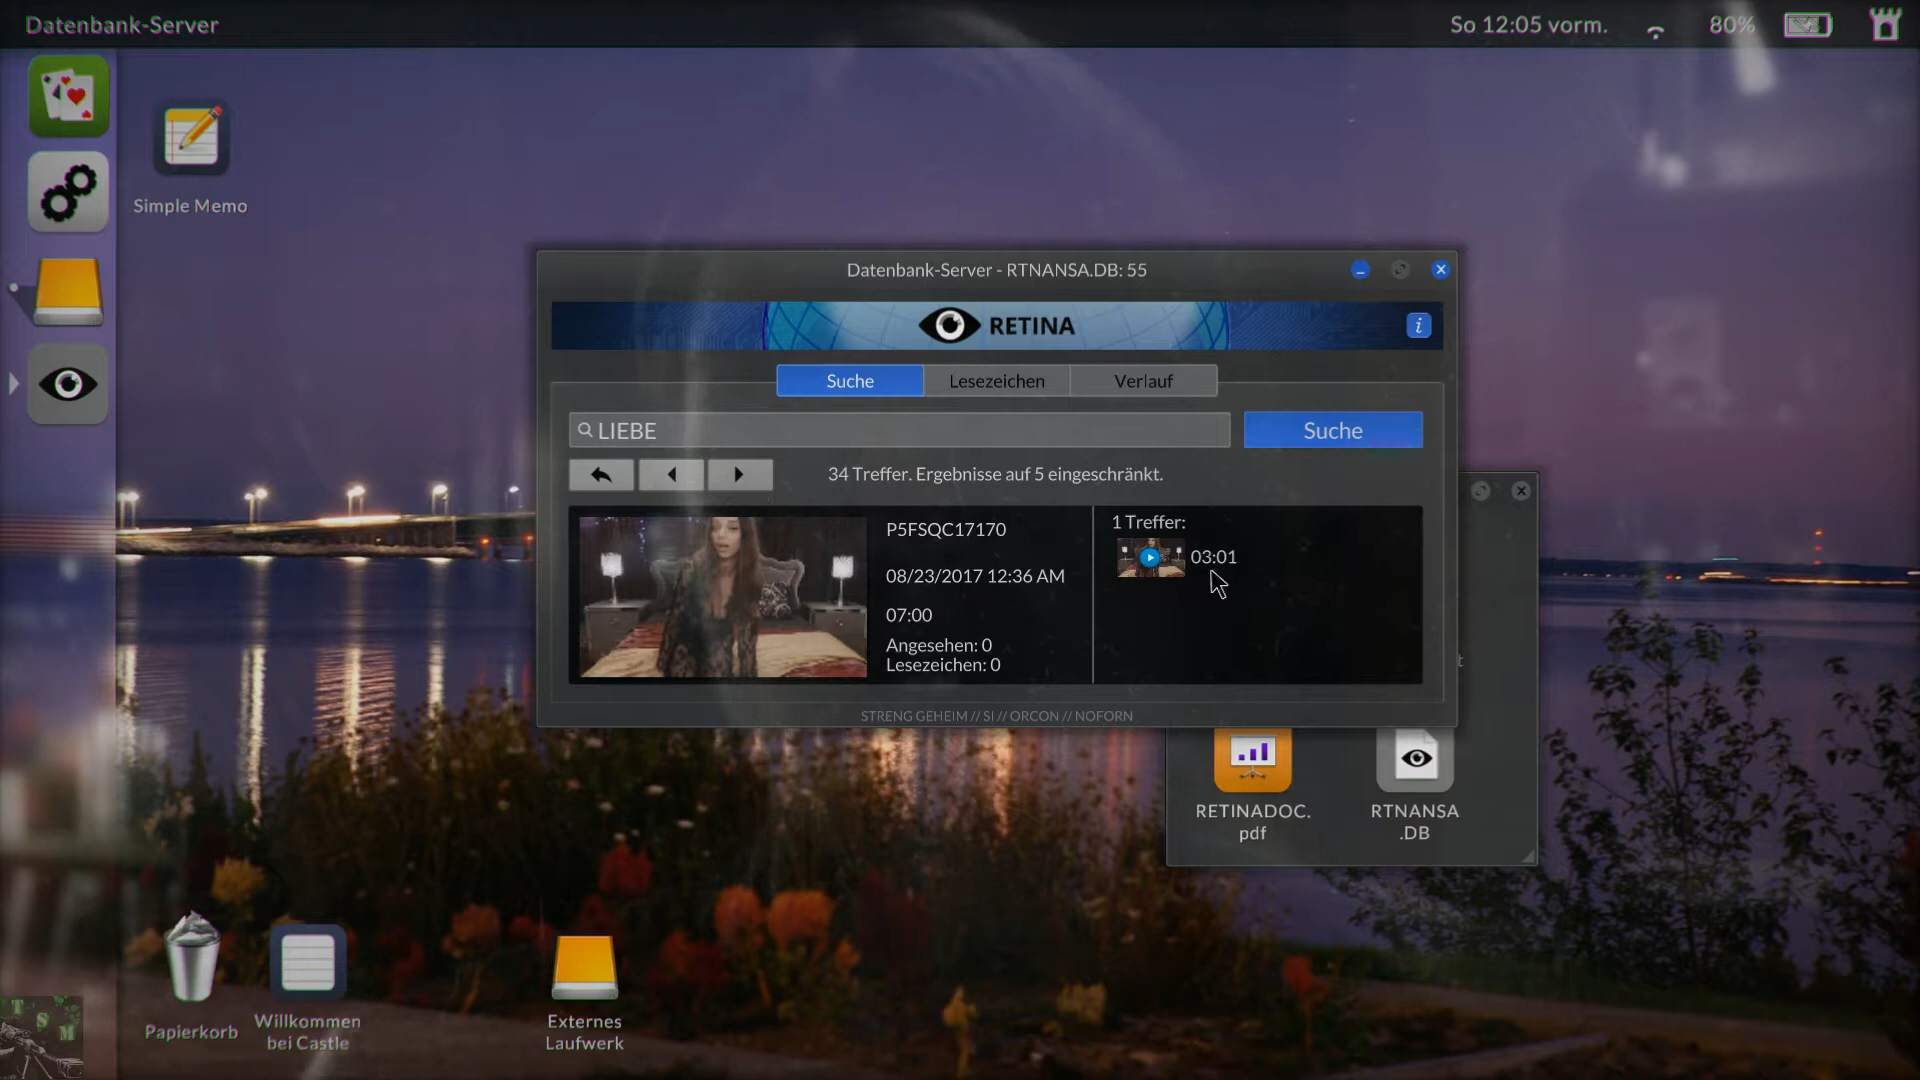 Datenbank-Server
So 12:05 vorm.
80%
Simple Memo
Datenbank-Server - RTNANSA.DB: 55
RETINA
i
Suche
Lesezeichen
Verlauf
LIEBE
Suche
34 Treffer. Ergebnisse auf 5 eingeschränkt.
P5FSQC17170
08/23/2017 12:36 AM
07:00
Angesehen: 0
Lesezeichen: 0
1 Treffer:
03:01
STRENG GEHEIM // SI // ORCON // NOFORN
t
RETINADOC.
pdf
RTNANSA
.DB
Papierkorb
Willkommen
bei Castle
Externes
Laufwerk
T S M